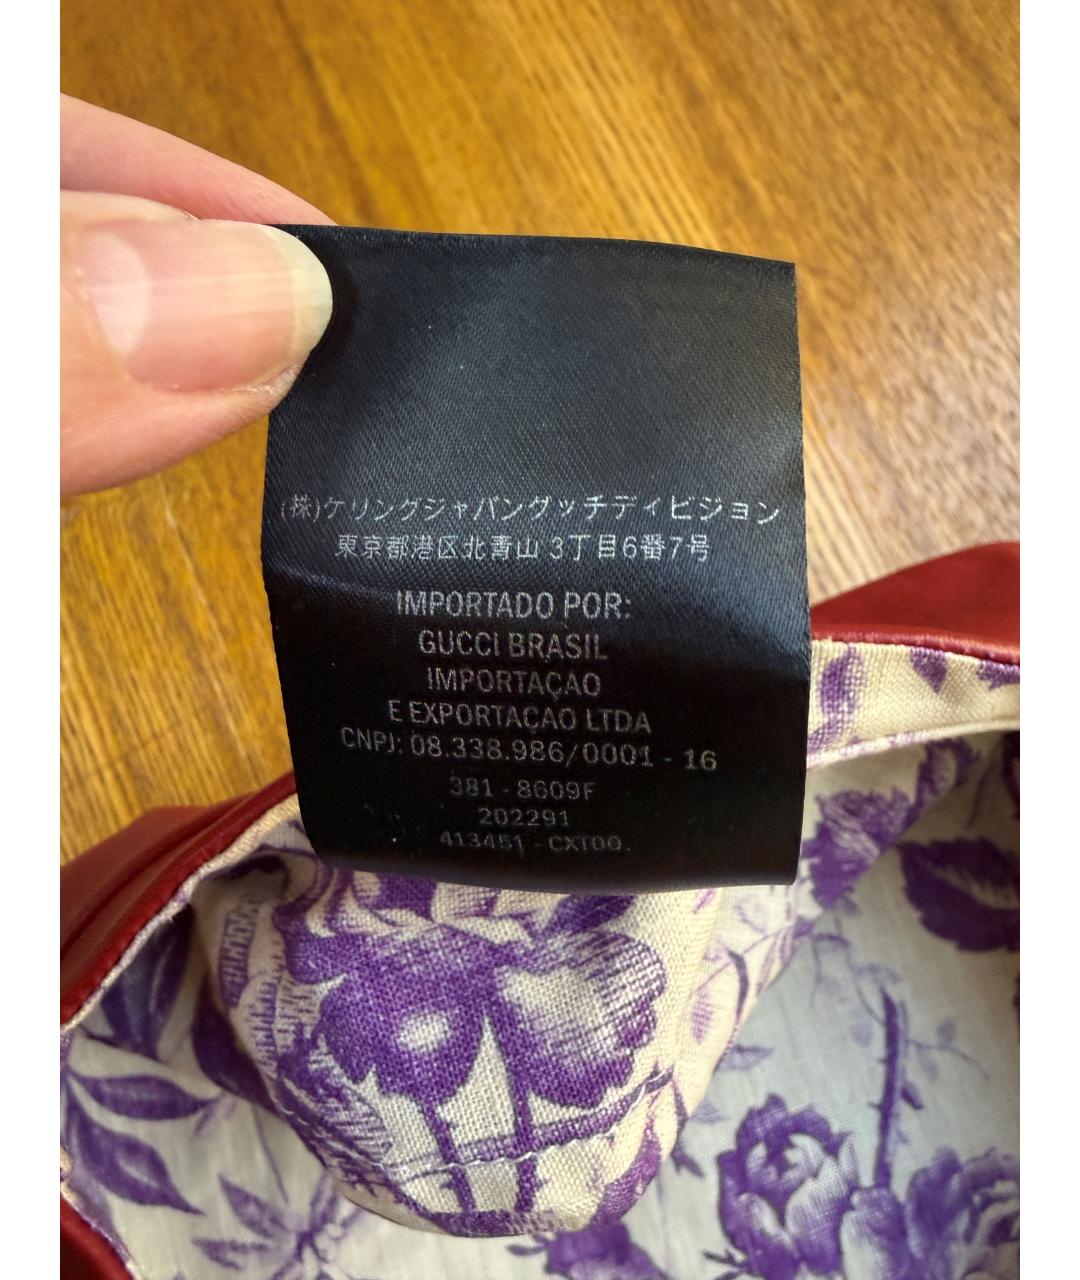 (株)ケリングジャパングッチディビジョン
東京都港区北青山 3丁目6番7号
IMPORTADO POR:
GUCCI BRASIL
IMPORTAÇAO
E EXPORTAÇAO LTDA
CNPJ: 08.338.986/0001 - 16
381 - 8609F
202291
413451 - CXT00.